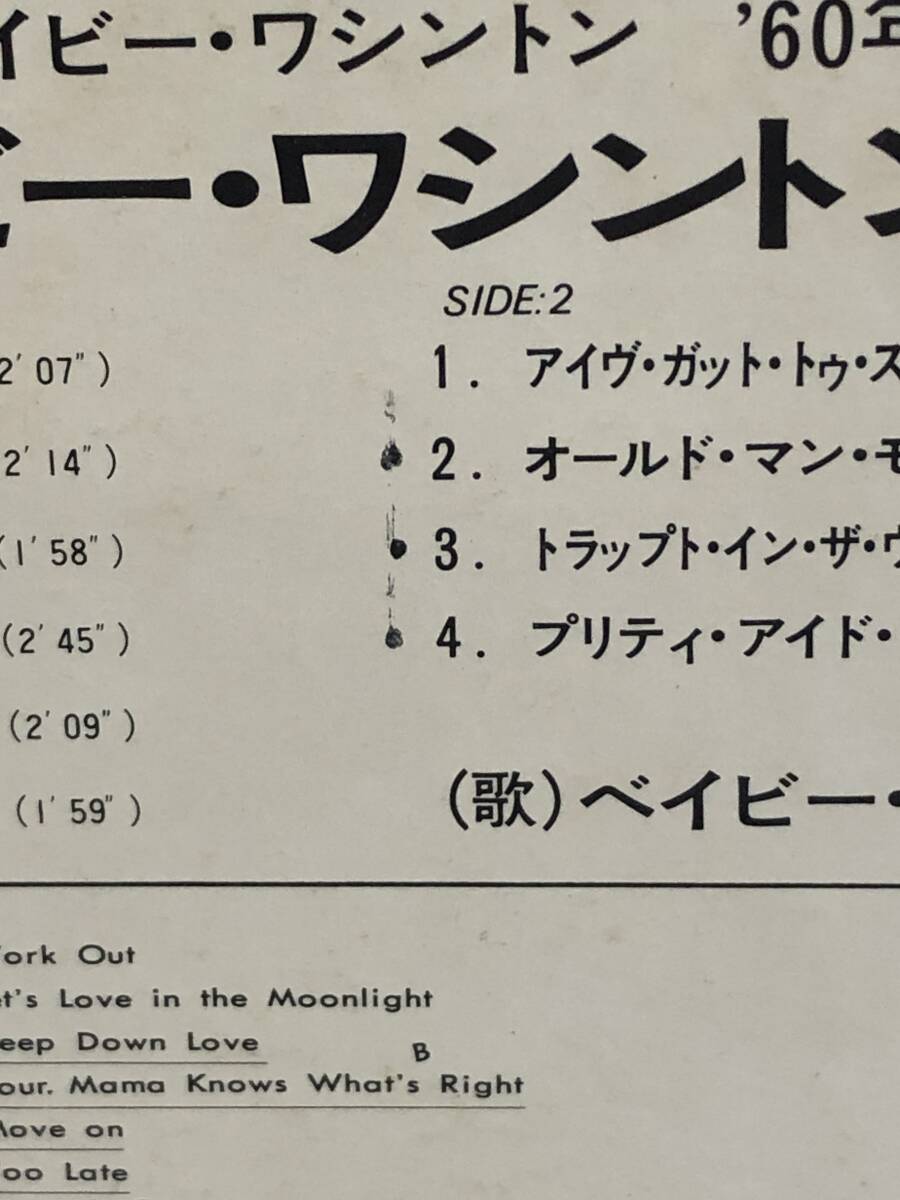 イビー・ワシントン ’60年
ビー・ワシントン
2′07″)
2′14″)
(1′58″)
(2′45″)
(2′09″)
(1′59″)
SIDE:2
1. アイヴ・ガット・トゥ・ス
2. オールド・マン・モ
3. トラップト・イン・ザ・ウ
4. プリティ・アイド・
(歌)ベイビー・
ork Out
t's Love in the Moonlight
eep Down Love
B
our. Mama Knows What's Right
Move on
oo Late